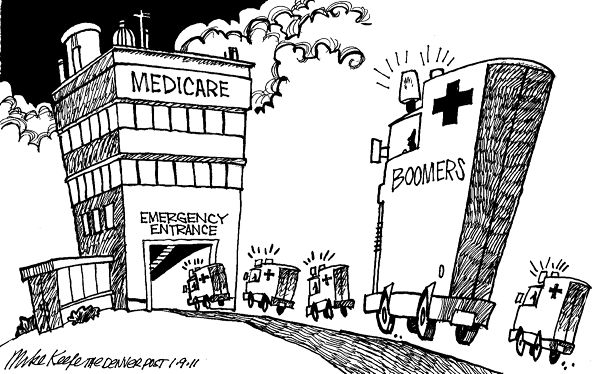 MEDICARE
EMERGENCY
ENTRANCE
BOOMERS
Mike Keefe THE DENVER POST 1·9·11